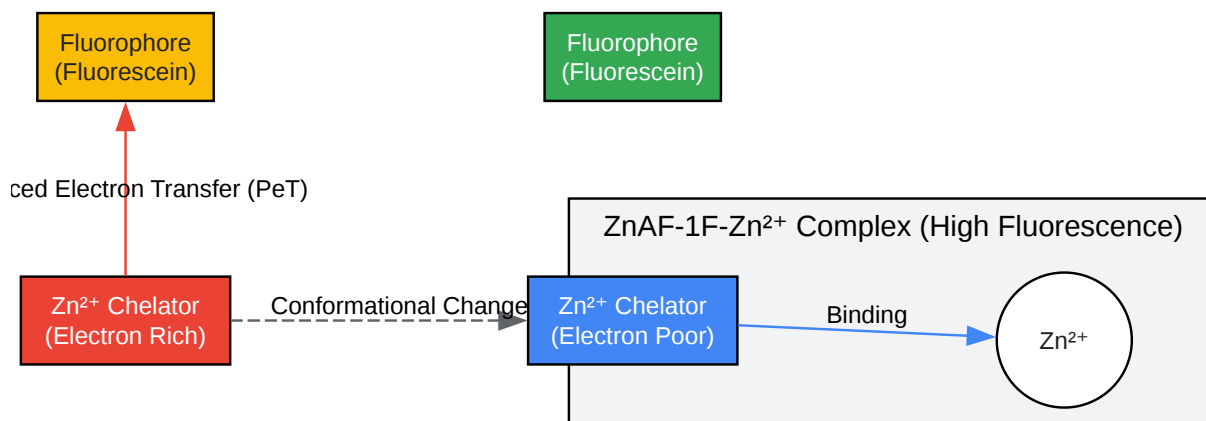 Fluorophore
(Fluorescein)
Fluorophore
(Fluorescein)
Electron Transfer (PeT)
ZnAF-1F-Zn²⁺ Complex (High Fluorescence)
Zn²⁺ Chelator
(Electron Rich)
Conformational Change
Zn²⁺ Chelator
(Electron Poor)
Binding
Zn²⁺